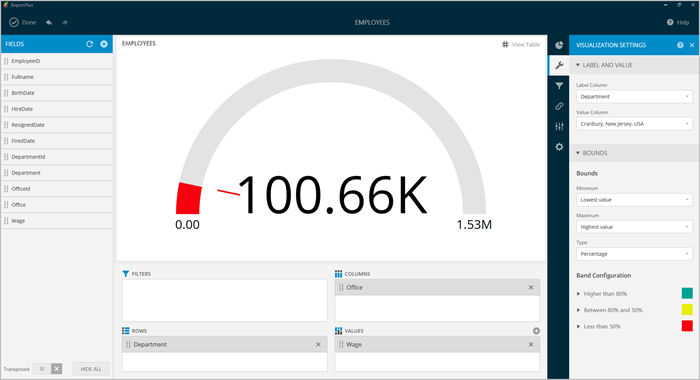 ReportPlus
Done
EMPLOYEES
Help
FIELDS
EmployeeID
Fullname
BirthDate
HireDate
ResignedDate
FiredDate
DepartmentId
Department
OfficeId
Office
Wage
Transposed
HIDE ALL
EMPLOYEES
View Table
100.66K
0.00
1.53M
FILTERS
COLUMNS
Office
ROWS
Department
VALUES
Wage
VISUALIZATION SETTINGS
LABEL AND VALUE
Label Column
Department
Value Column
Cranbury, New Jersey, USA
BOUNDS
Bounds
Minimum
Lowest value
Maximum
Highest value
Type
Percentage
Band Configuration
Higher than 80%
Between 80% and 50%
Less than 50%